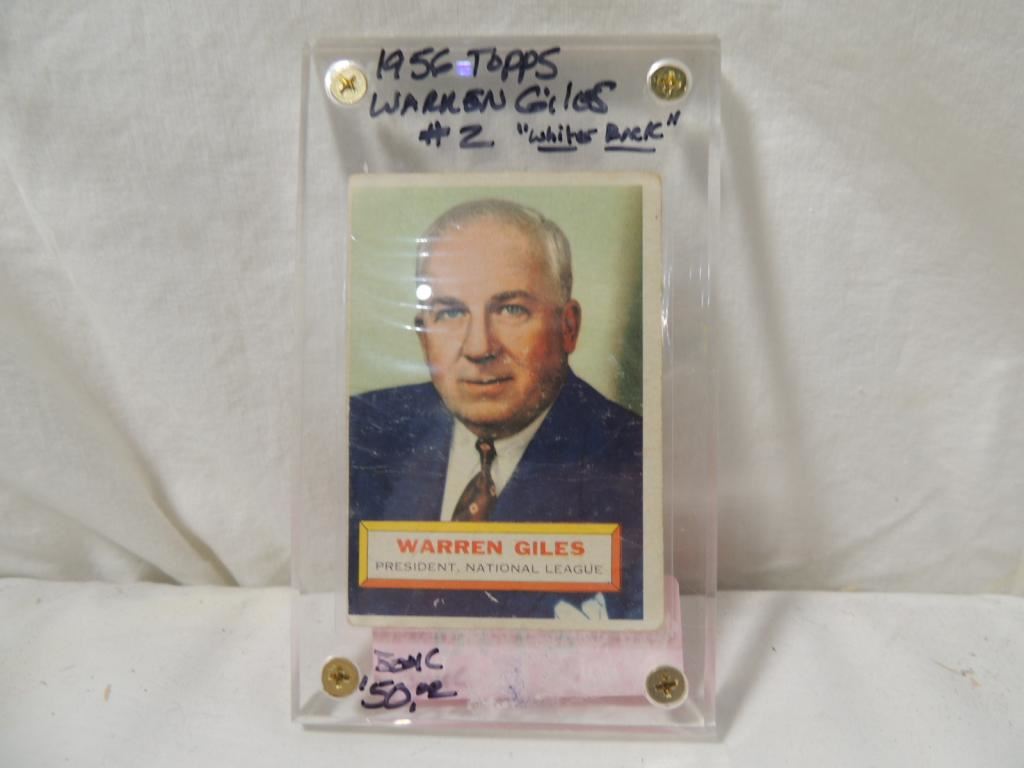 1956 TOPPS
WARREN GILES
#2 "White BACK"
WARREN GILES
PRESIDENT, NATIONAL LEAGUE
$50.00